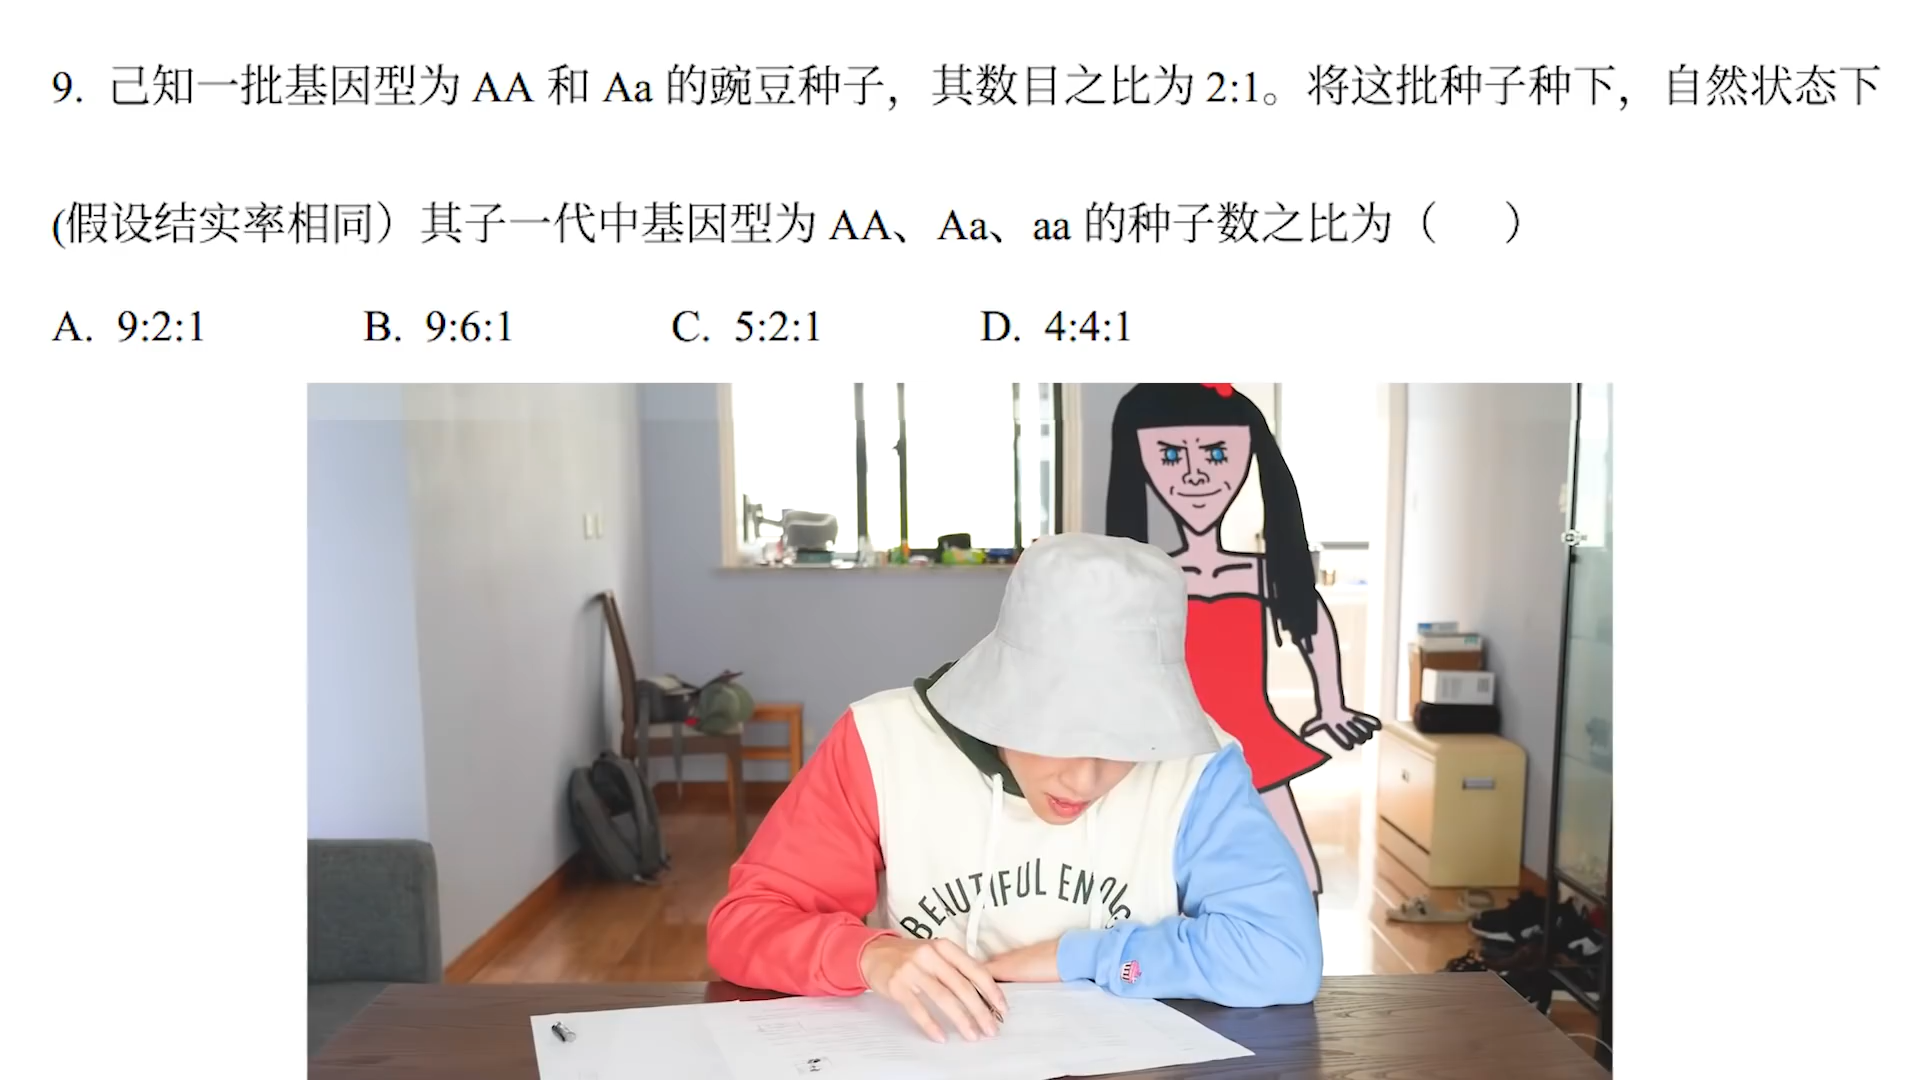 9. 己知一批基因型为 AA 和 Aa 的豌豆种子，其数目之比为 2:1。将这批种子种下，自然状态下
(假设结实率相同）其子一代中基因型为 AA、Aa、aa 的种子数之比为（ ）
A. 9:2:1 B. 9:6:1 C. 5:2:1 D. 4:4:1
BEAUTIFUL ENOUG